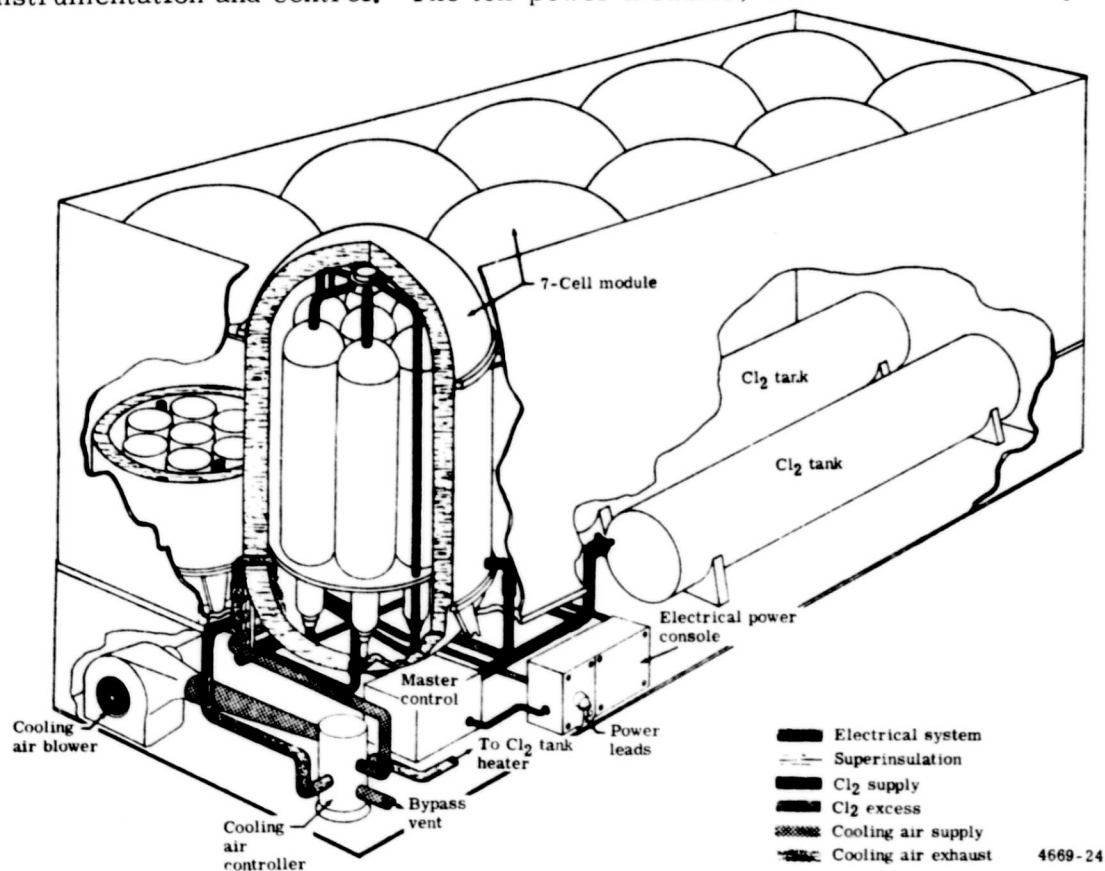 7-Cell module
Cl₂ tank
Cl₂ tank
Electrical power
console
Master
control
Power
leads
Cooling
air blower
To Cl₂ tank
heater
Bypass
vent
Cooling
air
controller
Electrical system
Superinsulation
Cl₂ supply
Cl₂ excess
Cooling air supply
Cooling air exhaust
4669-24